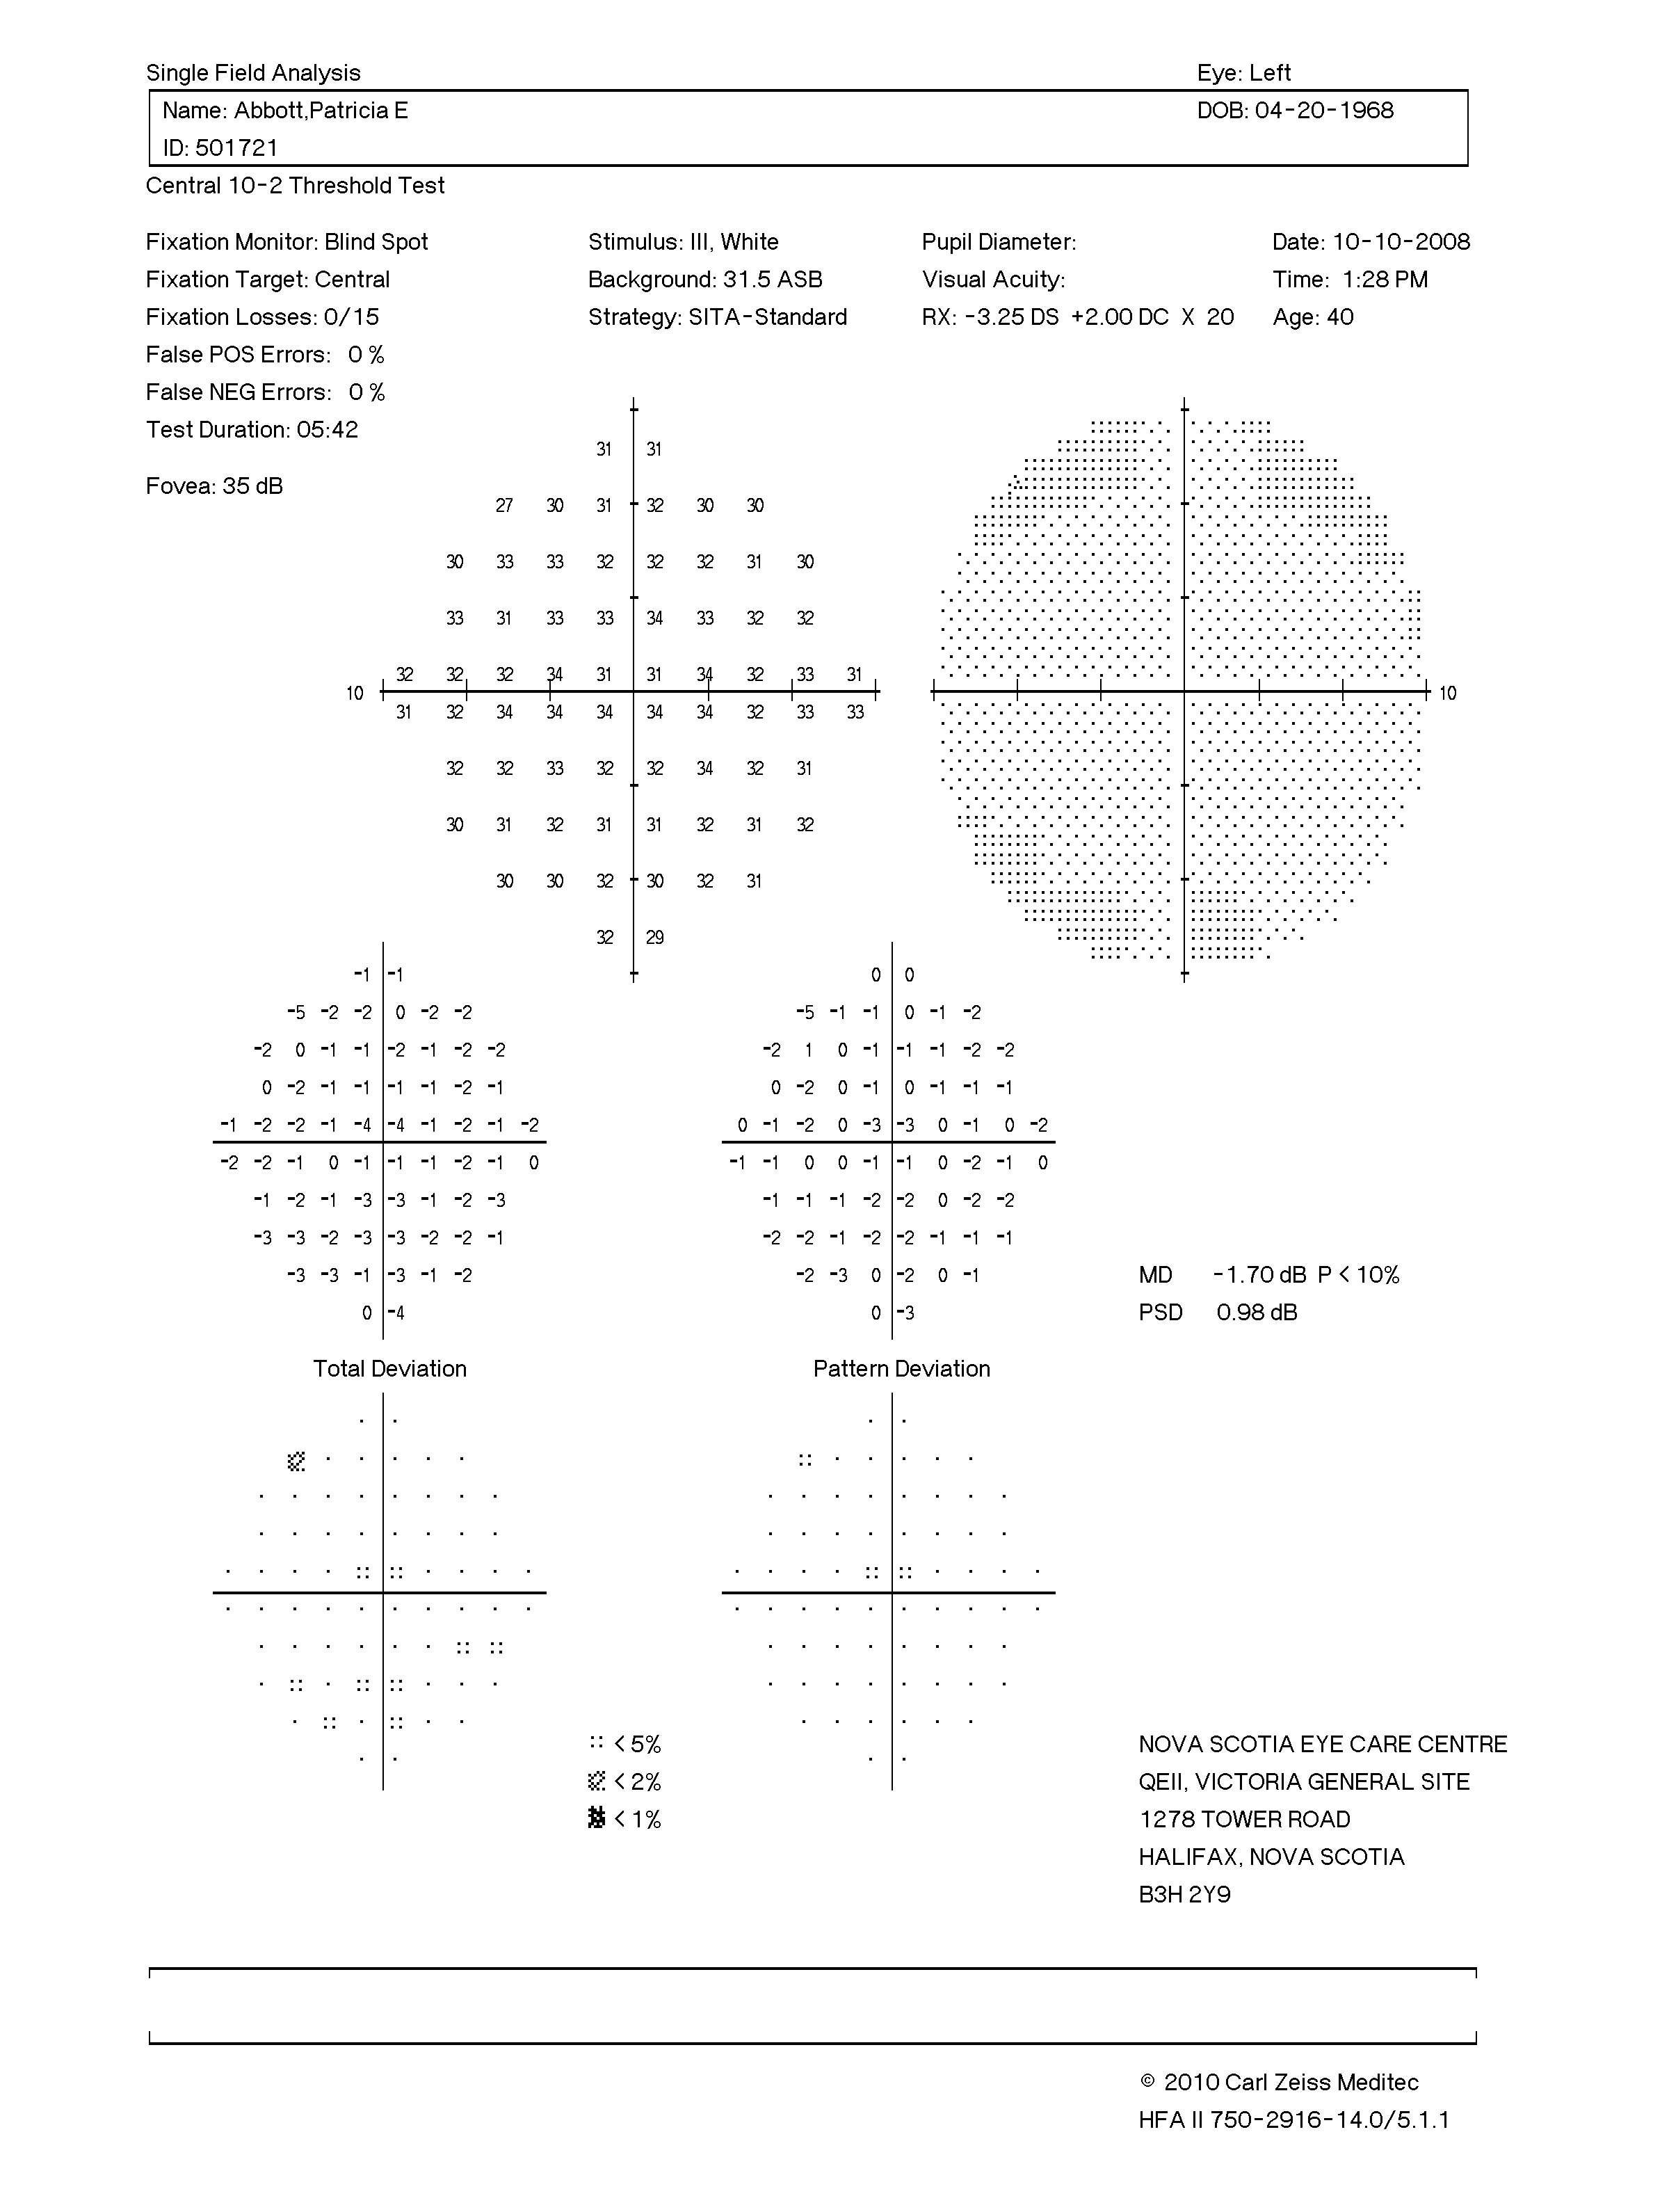 Single Field Analysis Eye: Left
Name: Abbott,Patricia E DOB: 04-20-1968
ID: 501721
Central 10-2 Threshold Test
Fixation Monitor: Blind Spot Stimulus: III, White Pupil Diameter: Date: 10-10-2008
Fixation Target: Central Background: 31.5 ASB Visual Acuity: Time: 1:28 PM
Fixation Losses: 0/15 Strategy: SITA-Standard RX: -3.25 DS +2.00 DC X 20 Age: 40
False POS Errors: 0 %
False NEG Errors: 0 %
Test Duration: 05:42
31 31
Fovea: 35 dB
27 30 31 32 30 30
30 33 33 32 32 32 31 30
33 31 33 33 34 33 32 32
32 32 32 34 31 31 34 32 33 31
10 10
31 32 34 34 34 34 34 32 33 33
32 32 33 32 32 34 32 31
30 31 32 31 31 32 31 32
30 30 32 30 32 31
32 29
-1 -1 0 0
-5 -2 -2 0 -2 -2 -5 -1 -1 0 -1 -2
-2 0 -1 -1 -2 -1 -2 -2 -2 1 0 -1 -1 -1 -2 -2
0 -2 -1 -1 -1 -1 -2 -1 0 -2 0 -1 0 -1 -1 -1
-1 -2 -2 -1 -4 -4 -1 -2 -1 -2 0 -1 -2 0 -3 -3 0 -1 0 -2
-2 -2 -1 0 -1 -1 -1 -2 -1 0 -1 -1 0 0 -1 -1 0 -2 -1 0
-1 -2 -1 -3 -3 -1 -2 -3 -1 -1 -1 -2 -2 0 -2 -2
-3 -3 -2 -3 -3 -2 -2 -1 -2 -2 -1 -2 -2 -1 -1 -1
-3 -3 -1 -3 -1 -2 -2 -3 0 -2 0 -1 MD -1.70 dB P < 10%
0 -4 0 -3 PSD 0.98 dB
Total Deviation Pattern Deviation
< 5% NOVA SCOTIA EYE CARE CENTRE
< 2% QEII, VICTORIA GENERAL SITE
< 1% 1278 TOWER ROAD
HALIFAX, NOVA SCOTIA
B3H 2Y9
© 2010 Carl Zeiss Meditec
HFA II 750-2916-14.0/5.1.1